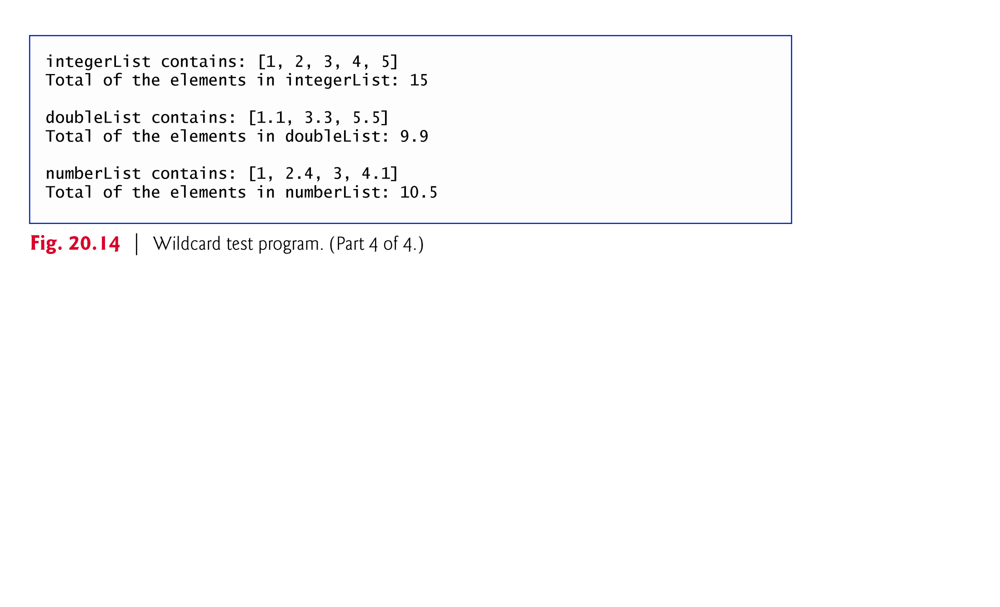 integerList contains: [1, 2, 3, 4, 5]
Total of the elements in integerList: 15
doubleList contains: [1.1, 3.3, 5.5]
Total of the elements in doubleList: 9.9
numberList contains: [1, 2.4, 3, 4.1]
Total of the elements in numberList: 10.5
Fig. 20.14 | Wildcard test program. (Part 4 of 4.)